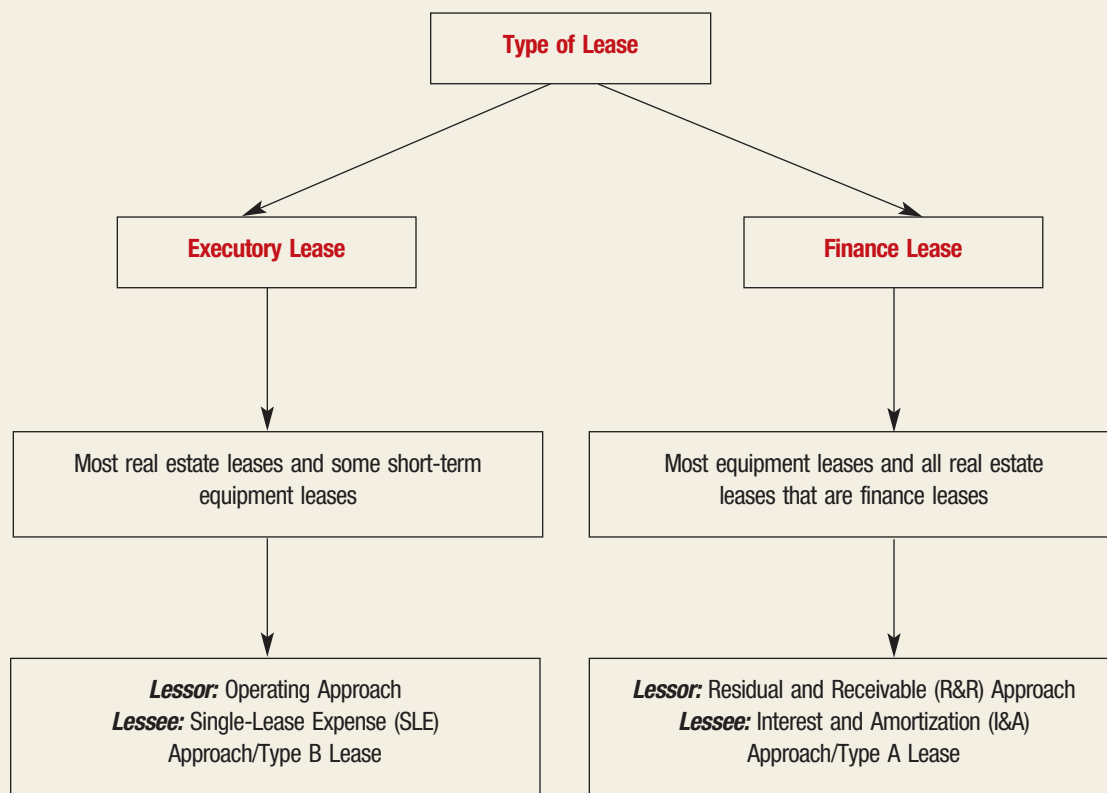 Type of Lease
Executory Lease
Finance Lease
Most real estate leases and some short-term
equipment leases
Most equipment leases and all real estate
leases that are finance leases
Lessor: Operating Approach
Lessee: Single-Lease Expense (SLE)
Approach/Type B Lease
Lessor: Residual and Receivable (R&R) Approach
Lessee: Interest and Amortization (I&A)
Approach/Type A Lease